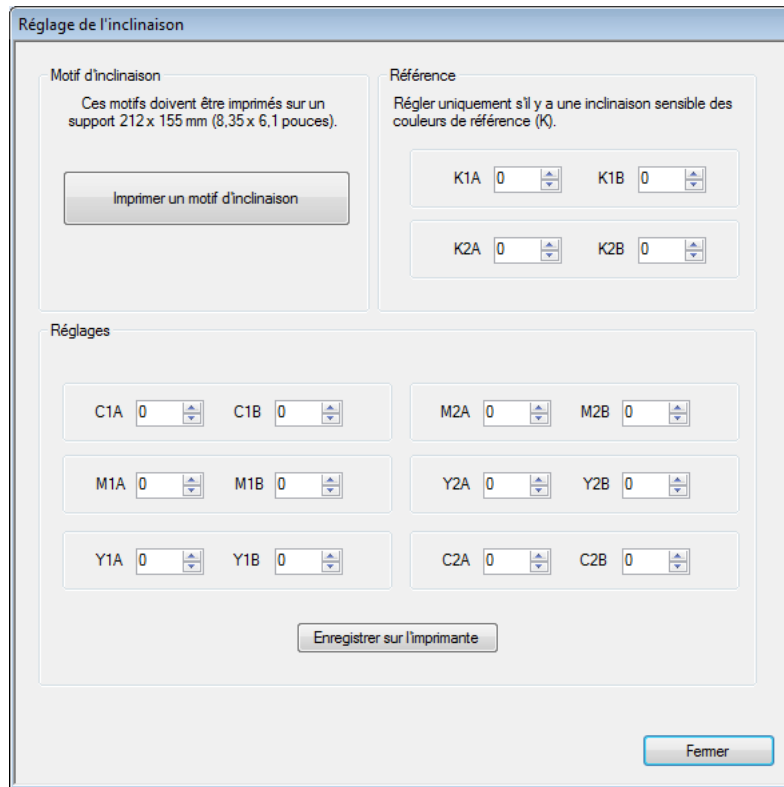 Réglage de l'inclinaison
Motif d'inclinaison
Ces motifs doivent être imprimés sur un
support 212 x 155 mm (8,35 x 6,1 pouces).
Imprimer un motif d'inclinaison
Référence
Régler uniquement s'il y a une inclinaison sensible des
couleurs de référence (K).
K1A 0 K1B 0
K2A 0 K2B 0
Réglages
C1A 0 C1B 0 M2A 0 M2B 0
M1A 0 M1B 0 Y2A 0 Y2B 0
Y1A 0 Y1B 0 C2A 0 C2B 0
Enregistrer sur l'imprimante
Fermer